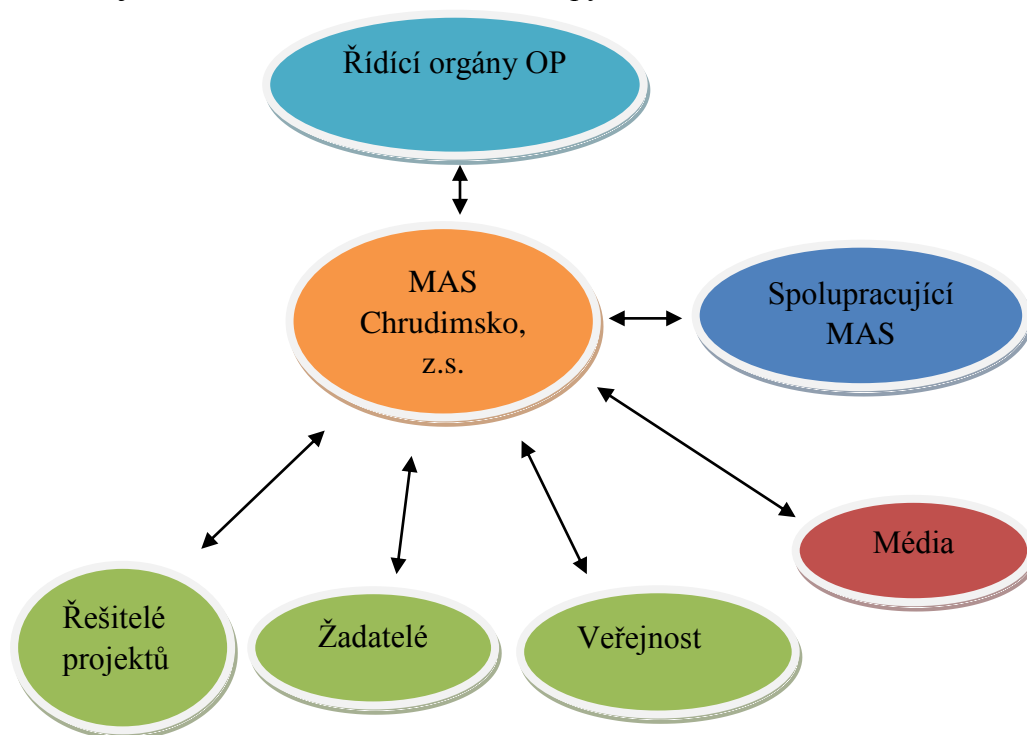 Řídící orgány OP
MAS
Chrudimsko,
z.s.
Spolupracující
MAS
Média
Řešitelé
projektů
Žadatelé
Veřejnost